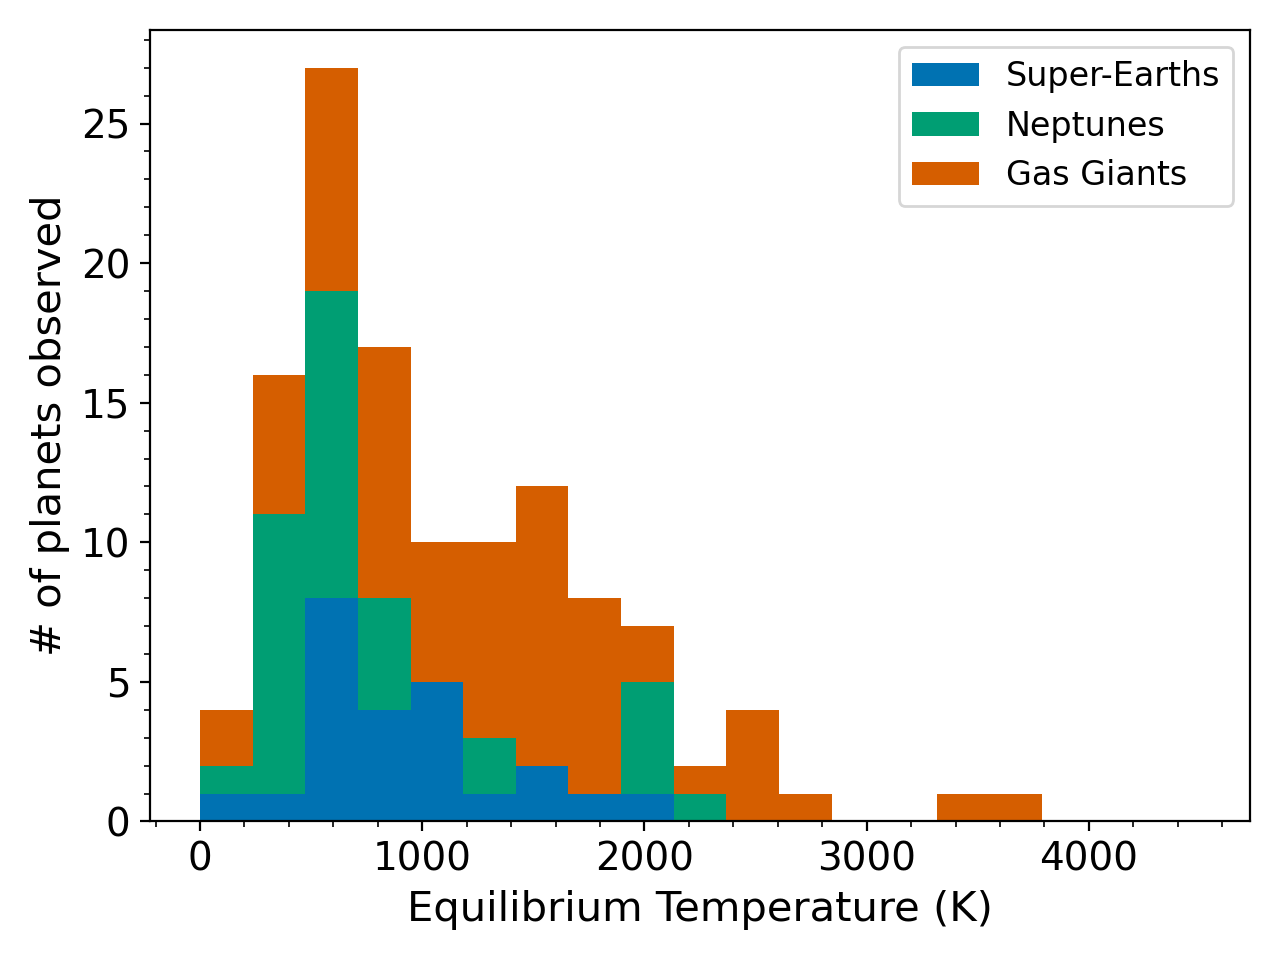 Super-Earths
Neptunes
Gas Giants
25
20
15
10
5
0
# of planets observed
0 1000 2000 3000 4000
Equilibrium Temperature (K)